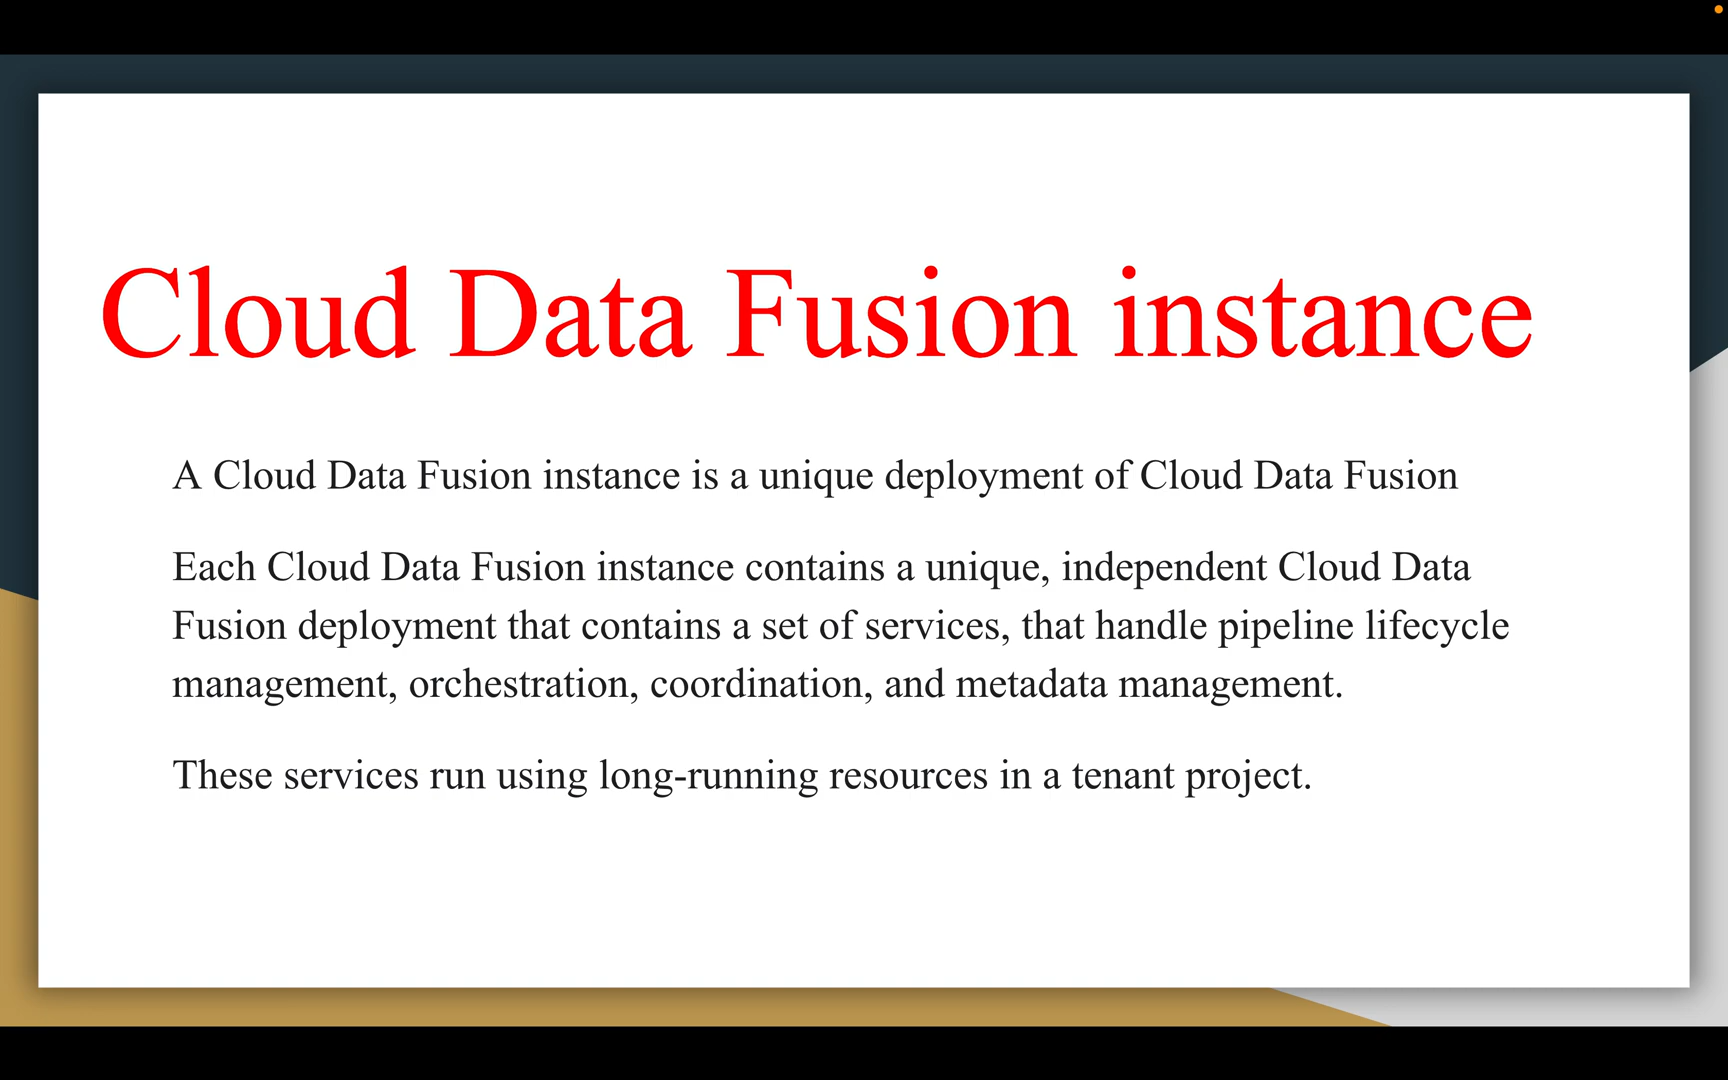 Cloud Data Fusion instance
A Cloud Data Fusion instance is a unique deployment of Cloud Data Fusion
Each Cloud Data Fusion instance contains a unique, independent Cloud Data
Fusion deployment that contains a set of services, that handle pipeline lifecycle
management, orchestration, coordination, and metadata management.
These services run using long-running resources in a tenant project.